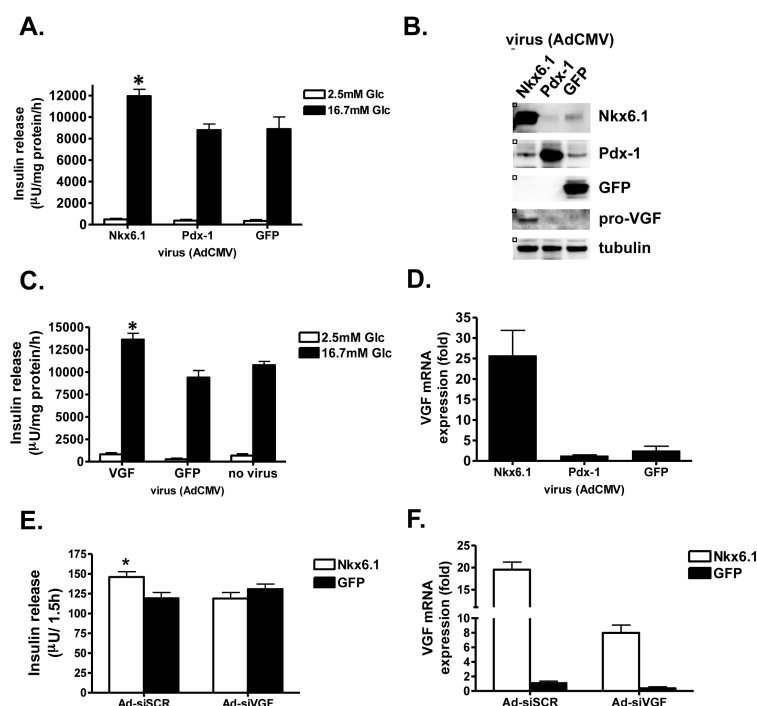 A.
Insulin release
(µU/mg protein/h)
12000
10000
8000
6000
4000
2000
0
*
2.5mM Glc
16.7mM Glc
Nkx6.1 Pdx-1 GFP
virus (AdCMV)
B.
virus (AdCMV)
Nkx6.1 Pdx-1 GFP
Nkx6.1
Pdx-1
GFP
pro-VGF
tubulin
C.
Insulin release
(µU/mg protein/h)
15000
12500
10000
7500
5000
2500
0
*
2.5mM Glc
16.7mM Glc
VGF GFP no virus
virus (AdCMV)
D.
VGF mRNA
expression (fold)
35
30
25
20
15
10
5
0
Nkx6.1 Pdx-1 GFP
virus (AdCMV)
E.
Insulin release
(µU/ 1.5h)
175
150
125
100
75
50
25
0
*
Nkx6.1
GFP
Ad-siSCR Ad-siVGF
F.
VGF mRNA
expression (fold)
25
20
15
10
8
6
4
2
0
Nkx6.1
GFP
Ad-siSCR Ad-siVGF